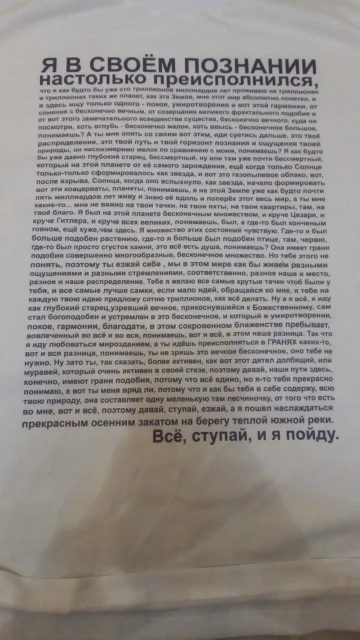 Я В СВОЁМ ПОЗНАНИИ
настолько преисполнился,
что я как будто бы уже сто триллионов миллиардов лет проживаю на триллионах
и триллионах таких же планет, как эта Земля, мне этот мир абсолютно понятен, и
я здесь ищу только одного - покоя, умиротворения и вот этой гармонии, от
слияния с бесконечно вечным, от созерцания великого фрактального подобия и
от вот этого замечательного всеединства существа, бесконечно вечного, куда ни
посмотри, хоть вглубь - бесконечно малое, хоть ввысь - бесконечное большое,
понимаешь? А ты мне опять со своим вот этим, иди суетись дальше, это твоё
распределение, это твой путь и твой горизонт познания и ощущения твоей
природы, он несоизмеримо мелок по сравнению с моим, понимаешь? Я как будто
бы уже давно глубокий старец, бессмертный, ну или там уже почти бессмертный,
который на этой планете от её самого зарождения, ещё когда только Солнце
только-только сформировалось как звезда, и вот это газопылевое облако, вот,
после взрыва. Солнца, когда оно вспыхнуло, как звезда, начало формировать
вот эти коацерваты, планеты, понимаешь, я на этой Земле уже как будто почти
пять миллиардов лет живу и знаю её вдоль и поперёк этот весь мир, а ты мне
какие-то... мне не важно на твои тачки, на твои яхты, на твои квартиры, там, на
твоё благо. Я был на этой планете бесконечным множеством, и круче Цезаря, и
круче Гитлера, и круче всех великих, понимаешь, был, а где-то был конченым
говном, ещё хуже,чем здесь. Я множество этих состояний чувствую. Где-то я был
больше подобен растению, где-то я больше был подобен птице, там, червю,
где-то был просто сгусток камня, это всё есть душа, понимаешь? Она имеет грани
подобия совершенно многообразные, бесконечное множество. Но тебе этого не
понять, поэтому ты езжай себе , мы в этом мире как бы живём разными
ощущениями и разными стремлениями, соответственно, разное наше и место,
разное и наше распределение. Тебе я желаю все самые крутые тачки чтоб были у
тебя, и все самые лучше самки, если мало идей, обращайся ко мне, я тебе на
каждую твою идею предложу сотню триллионов, как всё делать. Ну а я всё, я иду
как глубокий старец,узревший вечное, прикоснувшийся к Божественному, сам
стал богоподобен и устремлен в это бесконечное, и который в умиротворении,
покое, гармонии, благодати, в этом сокровенном блаженстве пребывает,
вовлеченный во всё и во вся, понимаешь, вот и всё, в этом наша разница. Так что
я иду любоваться мирозданием, а ты идёшь преисполняться в ГРАНЯХ каких-то,
вот и вся разница, понимаешь, ты не зришь это вечное бесконечное, оно тебе не
нужно. Ну зато ты, так сказать, более активен, как вот этот дятел долбящий, или
муравей, который очень активен в своей стезе, поэтому давай, наши пути здесь,
конечно, имеют грани подобия, потому что всё едино, но я-то тебя прекрасно
понимаю, а вот ты меня вряд ли, потому что я как бы тебя в себе содержу, всю
твою природу, она составляет одну маленькую там песчиночку, от того что есть
во мне, вот и всё, поэтому давай, ступай, езжай, а я пошел наслаждаться
прекрасным осенним закатом на берегу теплой южной реки.
Всё, ступай, и я пойду.